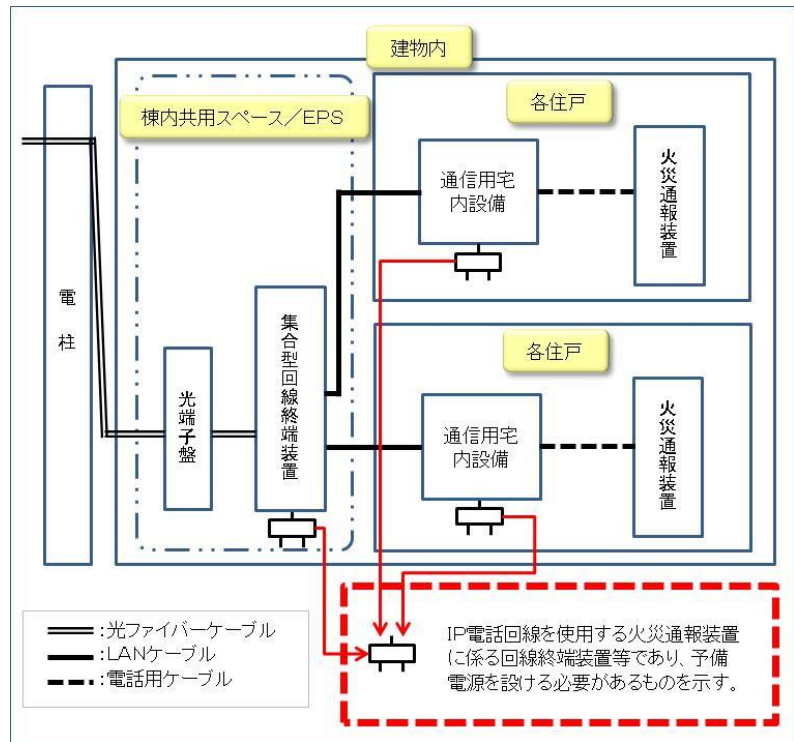 建物内
棟内共用スペース/EPS
各住戸
通信用宅
内設備
火災通報装置
電柱
光端子盤
集合型回線終端装置
各住戸
通信用宅
内設備
火災通報装置
IP電話回線を使用する火災通報装置
に係る回線終端装置等であり、予備
電源を設ける必要があるものを示す。
:光ファイバーケーブル
:LANケーブル
:電話用ケーブル